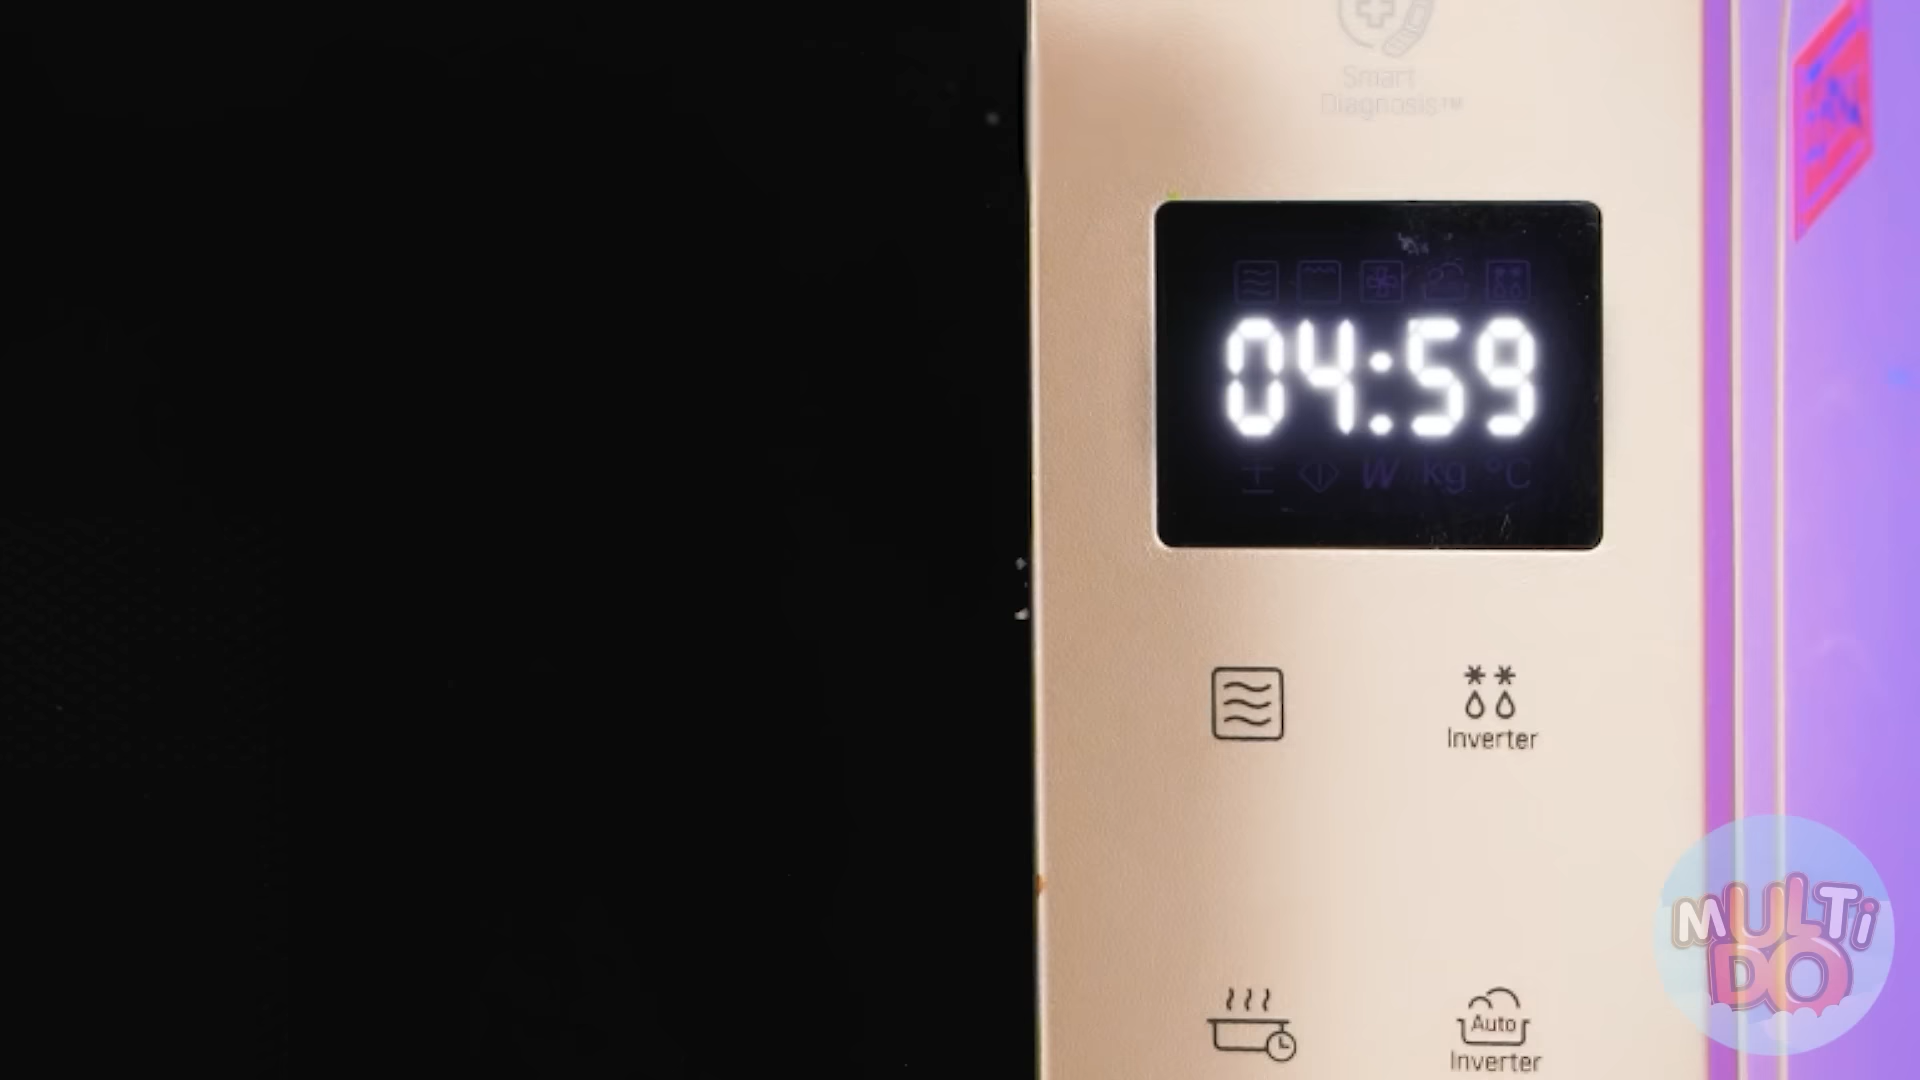 Smart
Diagnosis™
04:59
W kg °C
Inverter
Auto
Inverter
MULTi
DO